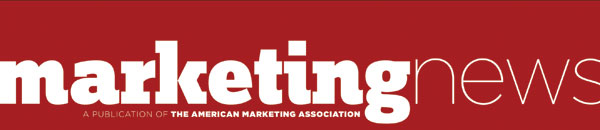 marketingnews
A PUBLICATION OF THE AMERICAN MARKETING ASSOCIATION